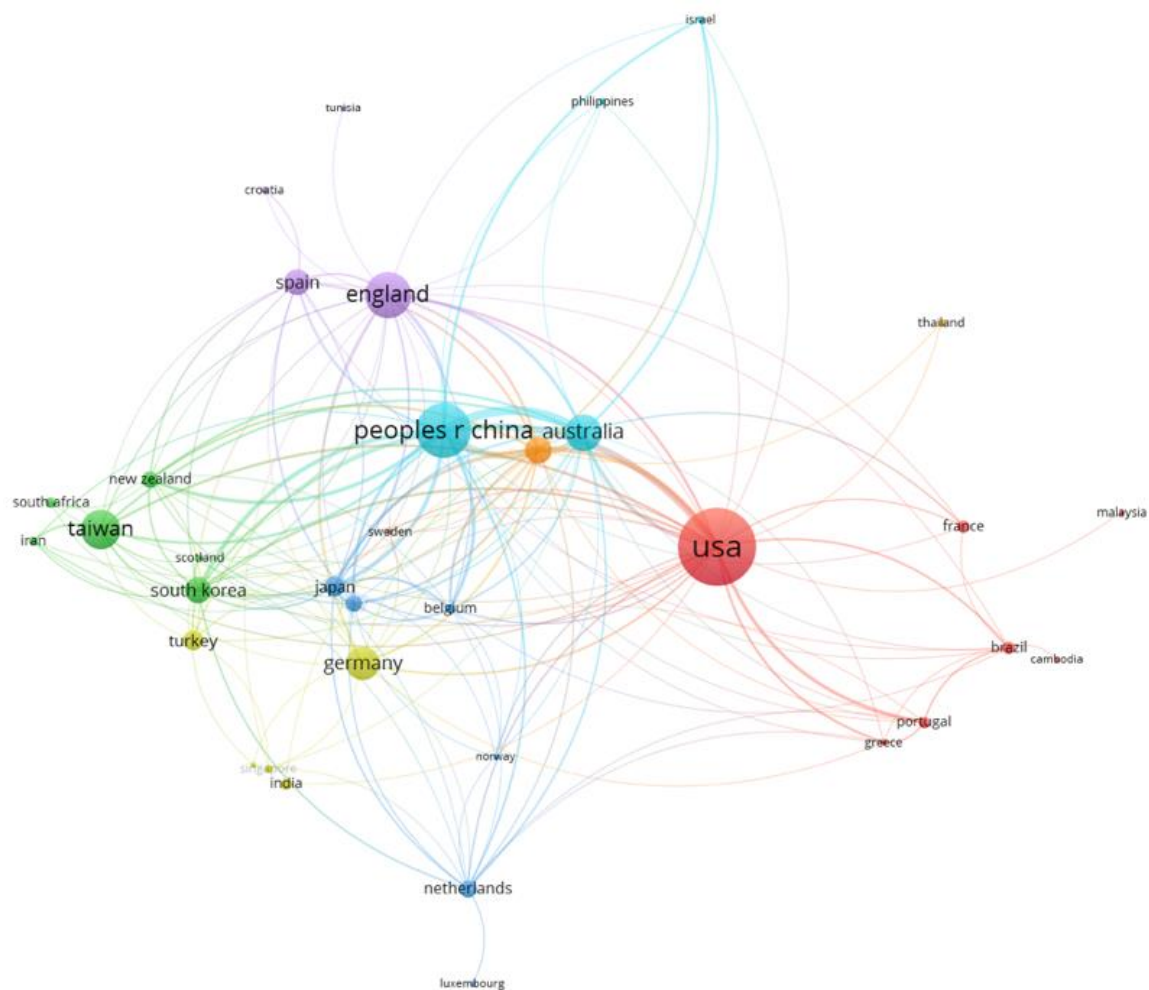 israel
philippines
tunisia
croatia
spain
england
thailand
peoples r china
australia
new zealand
south africa
taiwan
iran
sweden
usa
france
malaysia
scotland
south korea
japan
belgium
turkey
germany
brazil
cambodia
portugal
greece
norway
singapore
india
netherlands
luxembourg